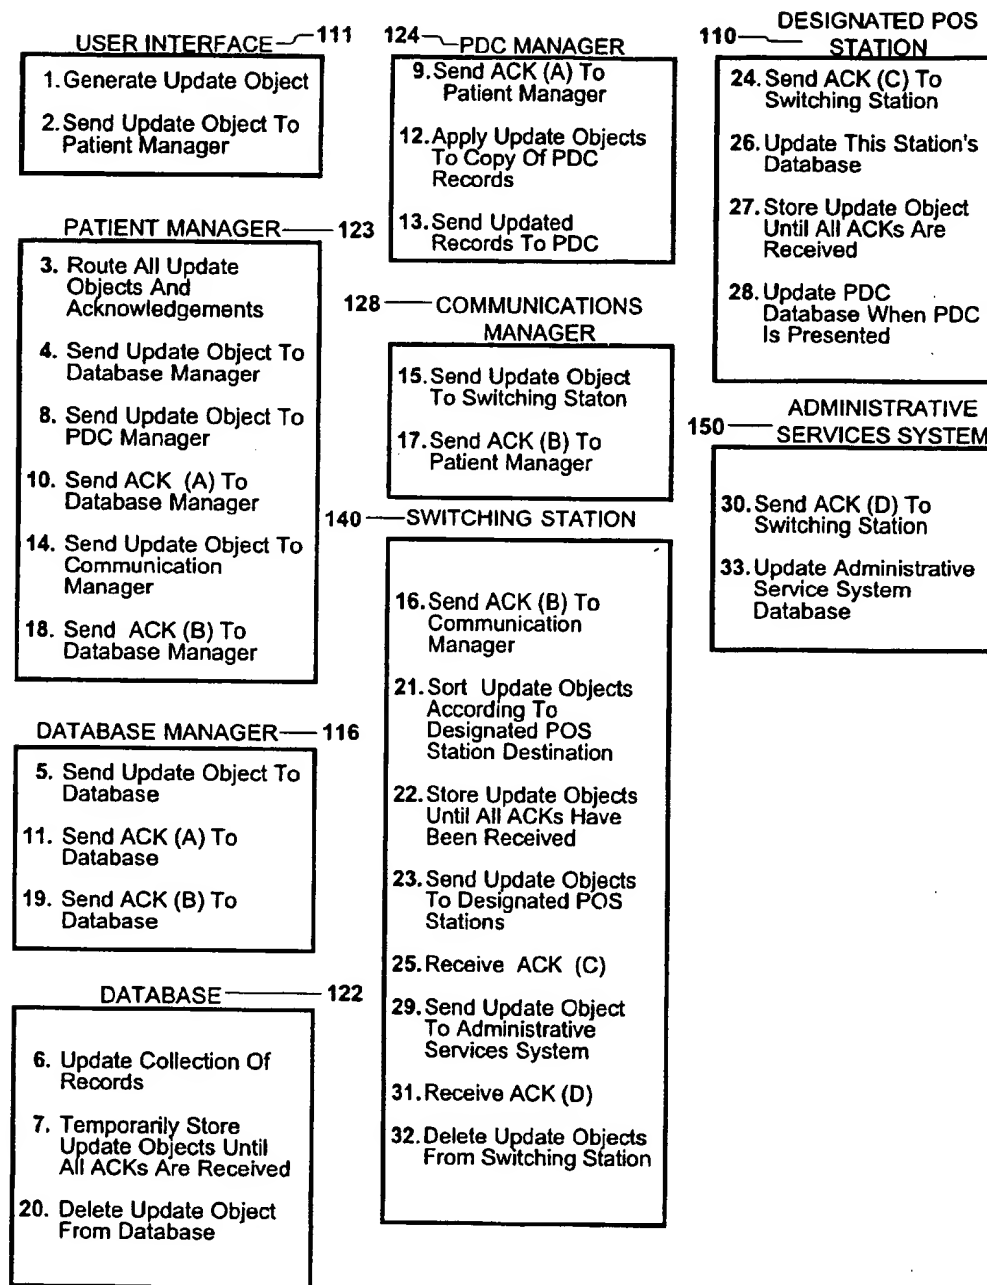 USER INTERFACE 111
1. Generate Update Object
2. Send Update Object To
Patient Manager
PATIENT MANAGER 123
3. Route All Update
Objects And
Acknowledgements
4. Send Update Object To
Database Manager
8. Send Update Object To
PDC Manager
10. Send ACK (A) To
Database Manager
14. Send Update Object To
Communication
Manager
18. Send ACK (B) To
Database Manager
DATABASE MANAGER 116
5. Send Update Object To
Database
11. Send ACK (A) To
Database
19. Send ACK (B) To
Database
DATABASE 122
6. Update Collection Of
Records
7. Temporarily Store
Update Objects Until
All ACKs Are Received
20. Delete Update Object
From Database
124 PDC MANAGER
9. Send ACK (A) To
Patient Manager
12. Apply Update Objects
To Copy Of PDC
Records
13. Send Updated
Records To PDC
128 COMMUNICATIONS
MANAGER
15. Send Update Object
To Switching Staton
17. Send ACK (B) To
Patient Manager
140 SWITCHING STATION
16. Send ACK (B) To
Communication
Manager
21. Sort Update Objects
According To
Designated POS
Station Destination
22. Store Update Objects
Until All ACKs Have
Been Received
23. Send Update Objects
To Designated POS
Stations
25. Receive ACK (C)
29. Send Update Object
To Administrative
Services System
31. Receive ACK (D)
32. Delete Update Objects
From Switching Station
DESIGNATED POS
110 STATION
24. Send ACK (C) To
Switching Station
26. Update This Station's
Database
27. Store Update Object
Until All ACKs Are
Received
28. Update PDC
Database When PDC
Is Presented
ADMINISTRATIVE
150 SERVICES SYSTEM
30. Send ACK (D) To
Switching Station
33. Update Administrative
Service System
Database